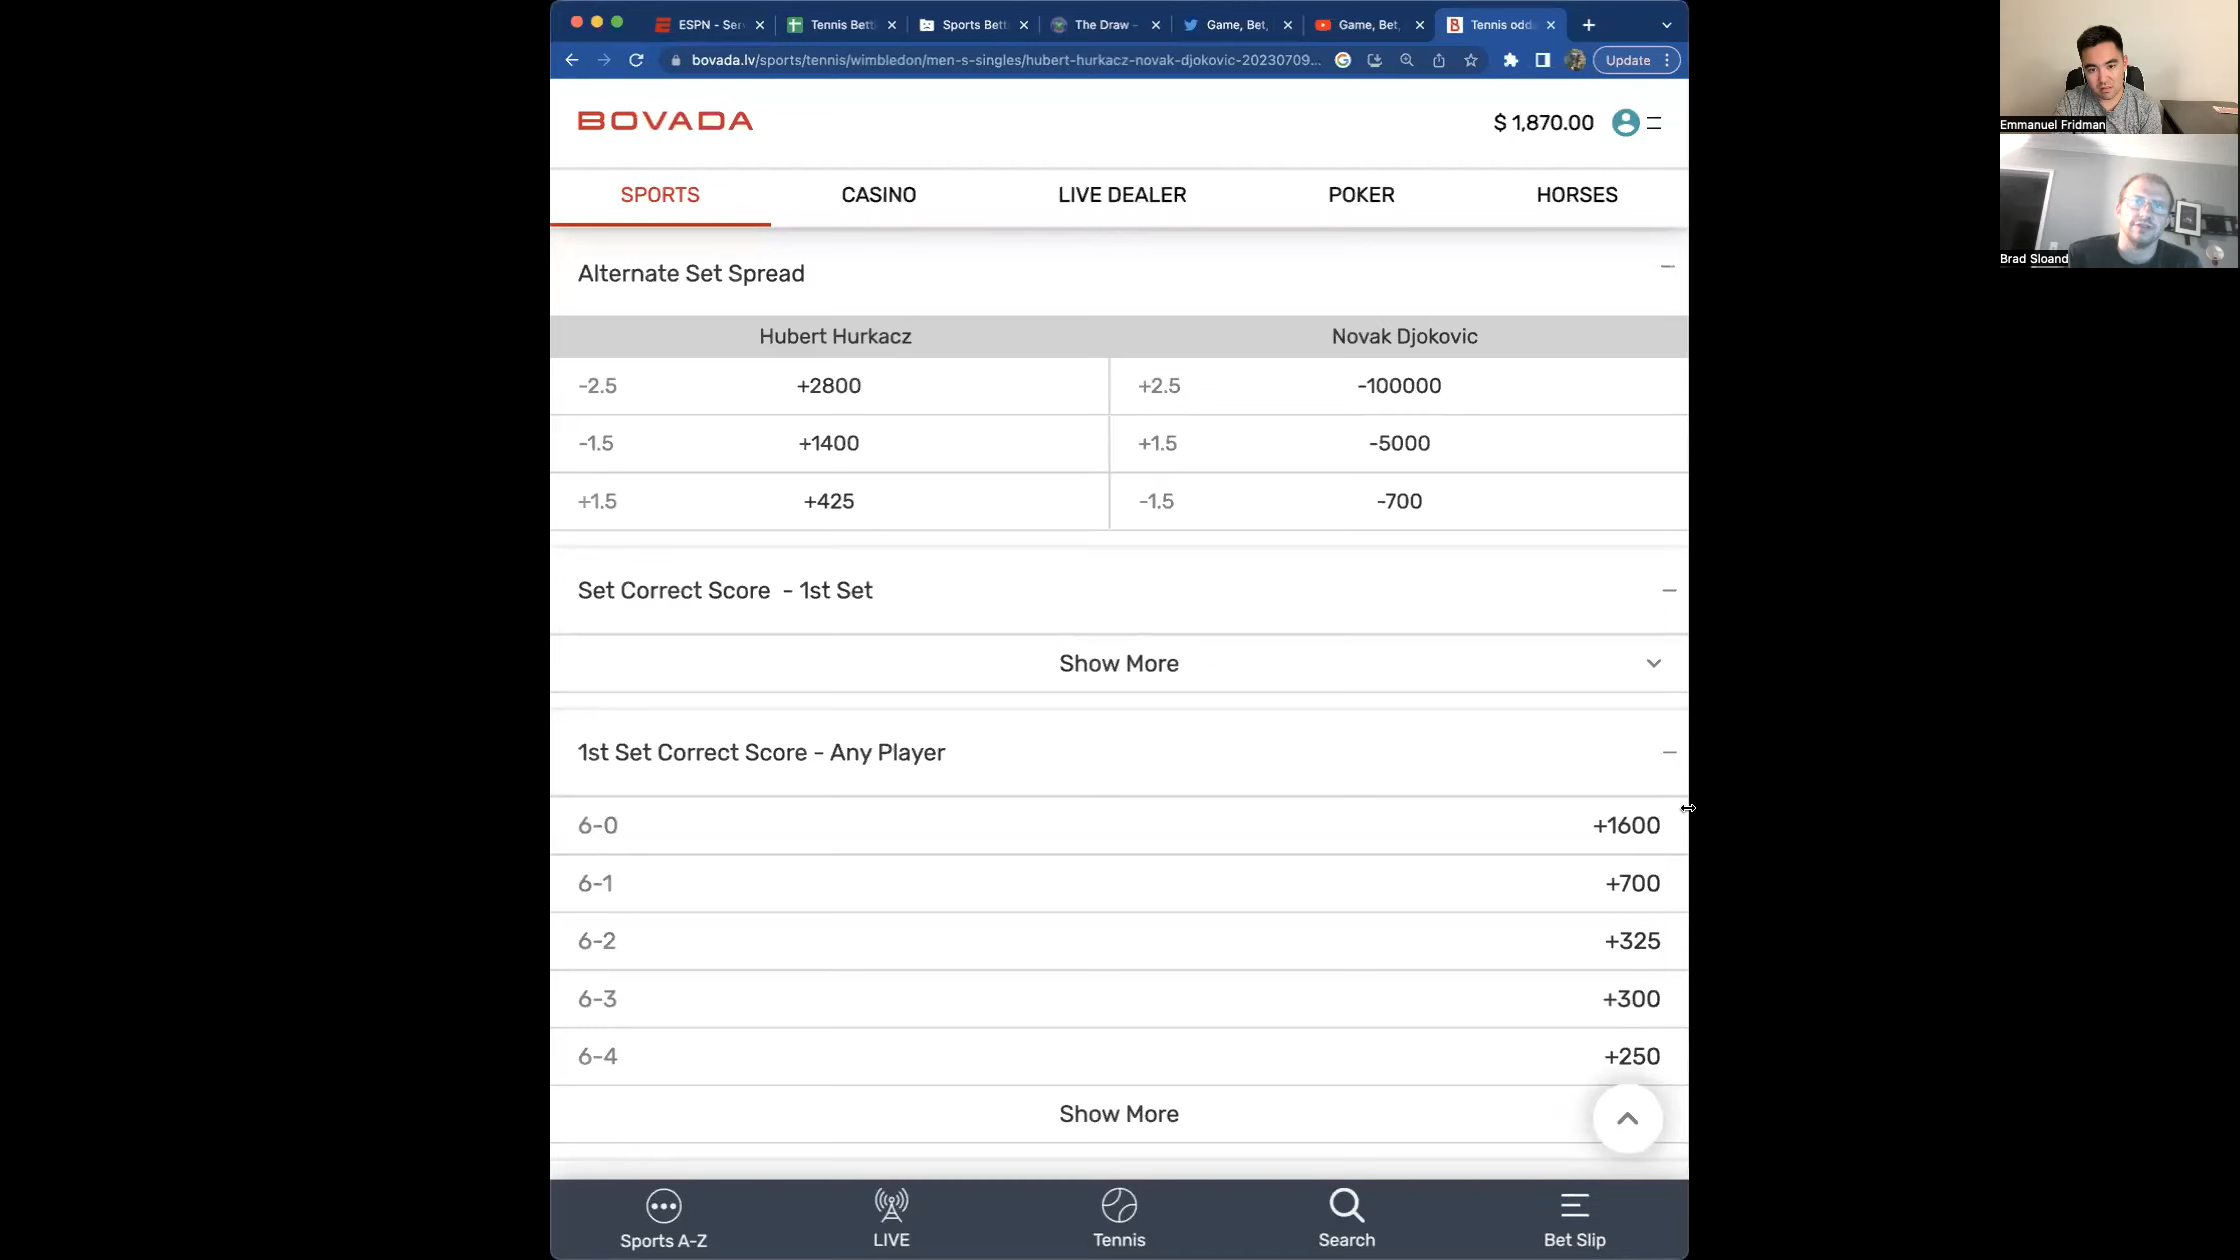 ESPN - Ser
Tennis Bett
Sports Bett
The Draw -
Game, Bet,
Game, Bet,
Tennis odd
bovada.lv/sports/tennis/wimbledon/men-s-singles/hubert-hurkacz-novak-djokovic-20230709...
Update
BOVADA
$ 1,870.00
SPORTS CASINO LIVE DEALER POKER HORSES
Alternate Set Spread
Hubert Hurkacz Novak Djokovic
-2.5 +2800 +2.5 -100000
-1.5 +1400 +1.5 -5000
+1.5 +425 -1.5 -700
Set Correct Score - 1st Set
Show More
1st Set Correct Score - Any Player
6-0 +1600
6-1 +700
6-2 +325
6-3 +300
6-4 +250
Show More
Sports A-Z LIVE Tennis Search Bet Slip
Emmanuel Fridman
Brad Sloand